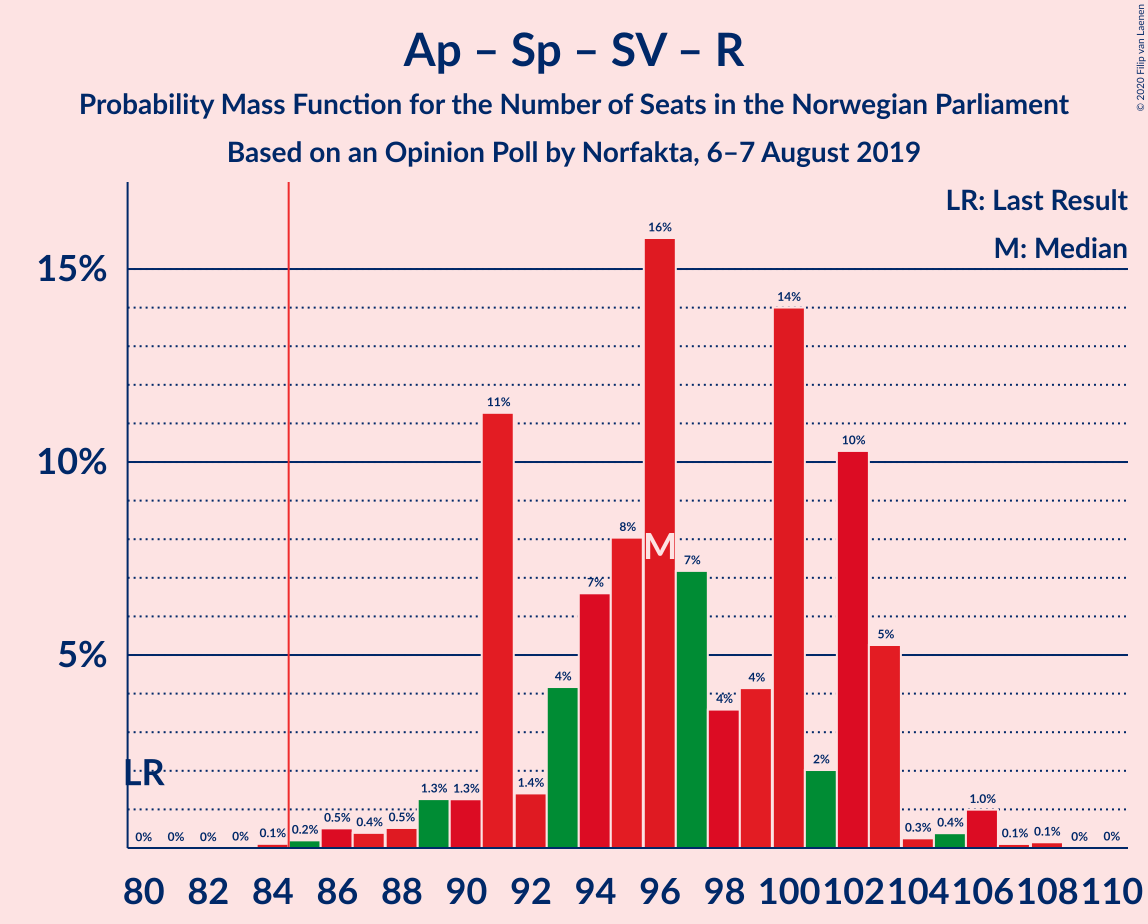 Ap – Sp – SV – R
Probability Mass Function for the Number of Seats in the Norwegian Parliament
Based on an Opinion Poll by Norfakta, 6–7 August 2019
© 2020 Filip van Laenen
LR: Last Result
M: Median
15%
10%
5%
LR
M
0% 0% 0% 0% 0.1% 0.2% 0.5% 0.4% 0.5% 1.3% 1.3% 11% 1.4% 4% 7% 8% 16% 7% 4% 4% 14% 2% 10% 5% 0.3% 0.4% 1.0% 0.1% 0.1% 0% 0%
80 82 84 86 88 90 92 94 96 98 100 102 104 106 108 110